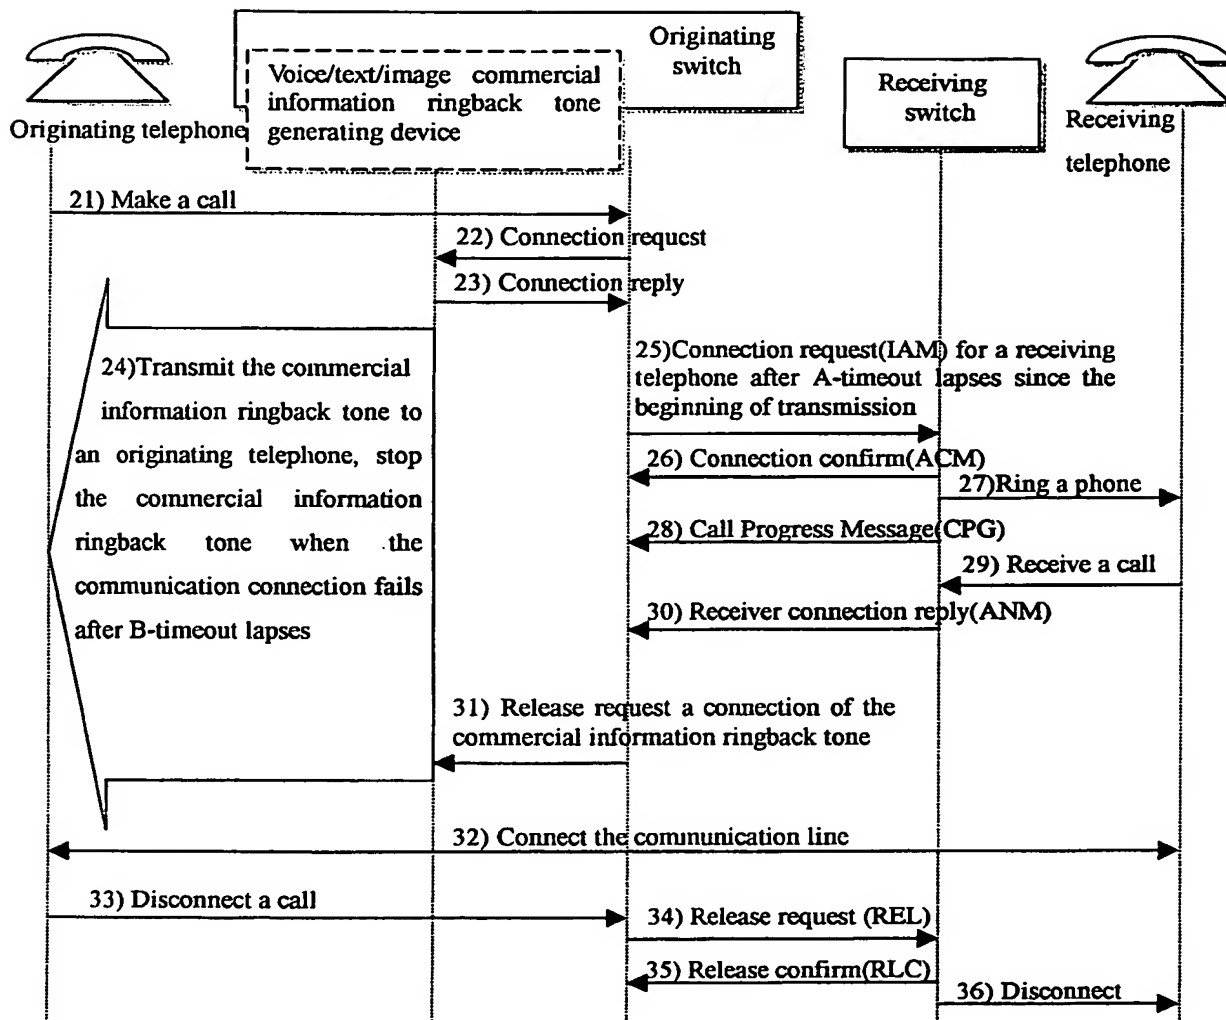 Originating
switch
Voice/text/image commercial
information ringback tone
generating device
Receiving
switch
Originating telephone
Receiving
telephone
21) Make a call
22) Connection request
23) Connection reply
24)Transmit the commercial
information ringback tone to
an originating telephone, stop
the commercial information
ringback tone when the
communication connection fails
after B-timeout lapses
25)Connection request(IAM) for a receiving
telephone after A-timeout lapses since the
beginning of transmission
26) Connection confirm(ACM)
27)Ring a phone
28) Call Progress Message(CPG)
29) Receive a call
30) Receiver connection reply(ANM)
31) Release request a connection of the
commercial information ringback tone
32) Connect the communication line
33) Disconnect a call
34) Release request (REL)
35) Release confirm(RLC)
36) Disconnect